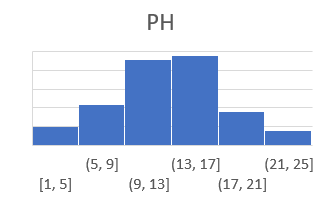 PH
(5, 9] (13, 17] (21, 25]
[1, 5] (9, 13] (17, 21]